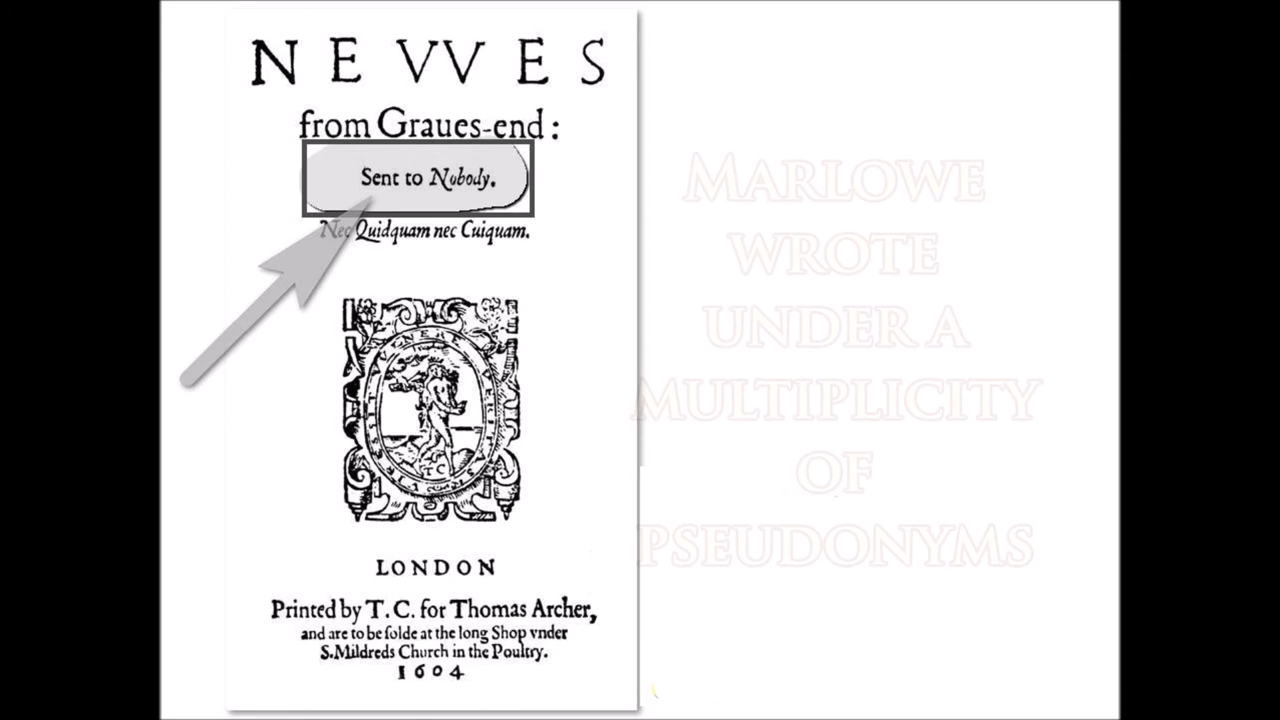 NEVVES
from Graues-end:
Sent to Nobody.
Nec Quidquam nec Cuiquam.
T C
LONDON
Printed by T. C. for Thomas Archer,
and are to be ſolde at the long Shop vnder
S. Mildreds Church in the Poultry.
1604
MARLOWE
WROTE
UNDER A
MULTIPLICITY
OF
PSEUDONYMS